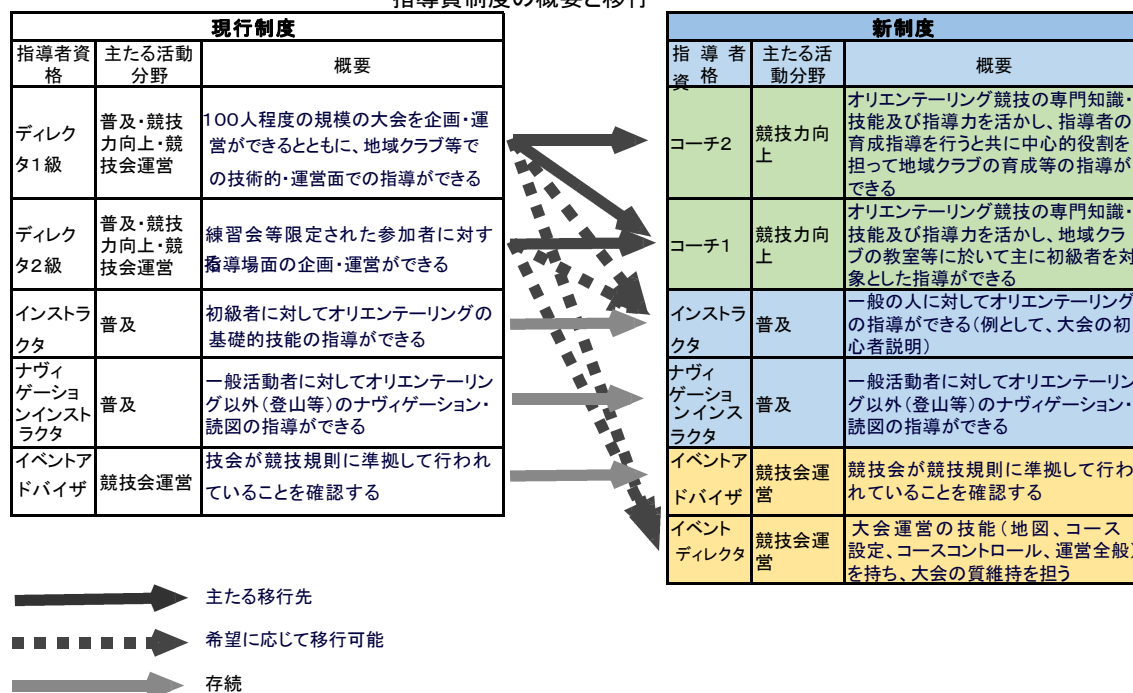 指導員制度の概要と移行
現行制度
指導者資
格
主たる活動
分野
概要
ディレク
タ1級
普及・競技
力向上・競
技会運営
100人程度の規模の大会を企画・運
営ができるとともに、地域クラブ等で
の技術的・運営面での指導ができる
ディレク
タ2級
普及・競技
力向上・競
技会運営
練習会等限定された参加者に対す
る指導場面の企画・運営ができる
インストラ
クタ
普及
初級者に対してオリエンテーリングの
基礎的技能の指導ができる
ナヴィ
ゲーショ
ンインスト
ラクタ
普及
一般活動者に対してオリエンテーリン
グ以外(登山等)のナヴィゲーション・
読図の指導ができる
イベントア
ドバイザ
競技会運営
技会が競技規則に準拠して行われ
ていることを確認する
新制度
指導者
資格
主たる活
動分野
概要
コーチ2
競技力向
上
オリエンテーリング競技の専門知識・
技能及び指導力を活かし、指導者の
育成指導を行うと共に中心的役割を
担って地域クラブの育成等の指導が
できる
コーチ1
競技力向
上
オリエンテーリング競技の専門知識・
技能及び指導力を活かし、地域クラ
ブの教室等に於いて主に初級者を対
象とした指導ができる
インストラ
クタ
普及
一般の人に対してオリエンテーリング
の指導ができる(例として、大会の初
心者説明)
ナヴィ
ゲーショ
ンインス
ラクタ
普及
一般活動者に対してオリエンテーリン
グ以外(登山等)のナヴィゲーション・
読図の指導ができる
イベントア
ドバイザ
競技会運
営
競技会が競技規則に準拠して行わ
れていることを確認する
イベント
ディレクタ
競技会運
営
大会運営の技能(地図、コース
設定、コースコントロール、運営全般)
を持ち、大会の質維持を担う
主たる移行先
希望に応じて移行可能
存続